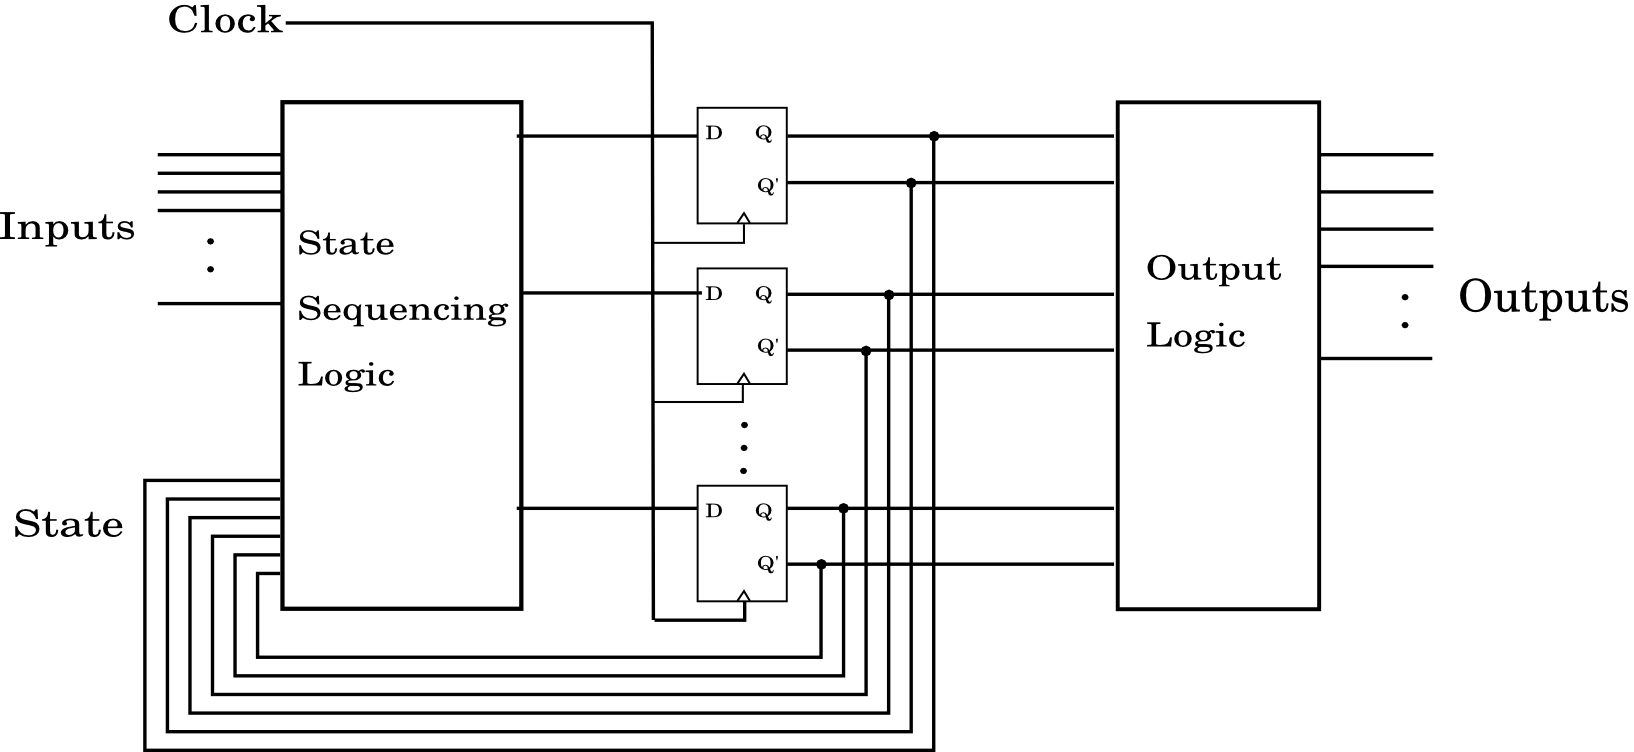 Clock
Inputs
State
Sequencing
Logic
State
D Q
Q'
D Q
Q'
D Q
Q'
Output
Logic
Outputs